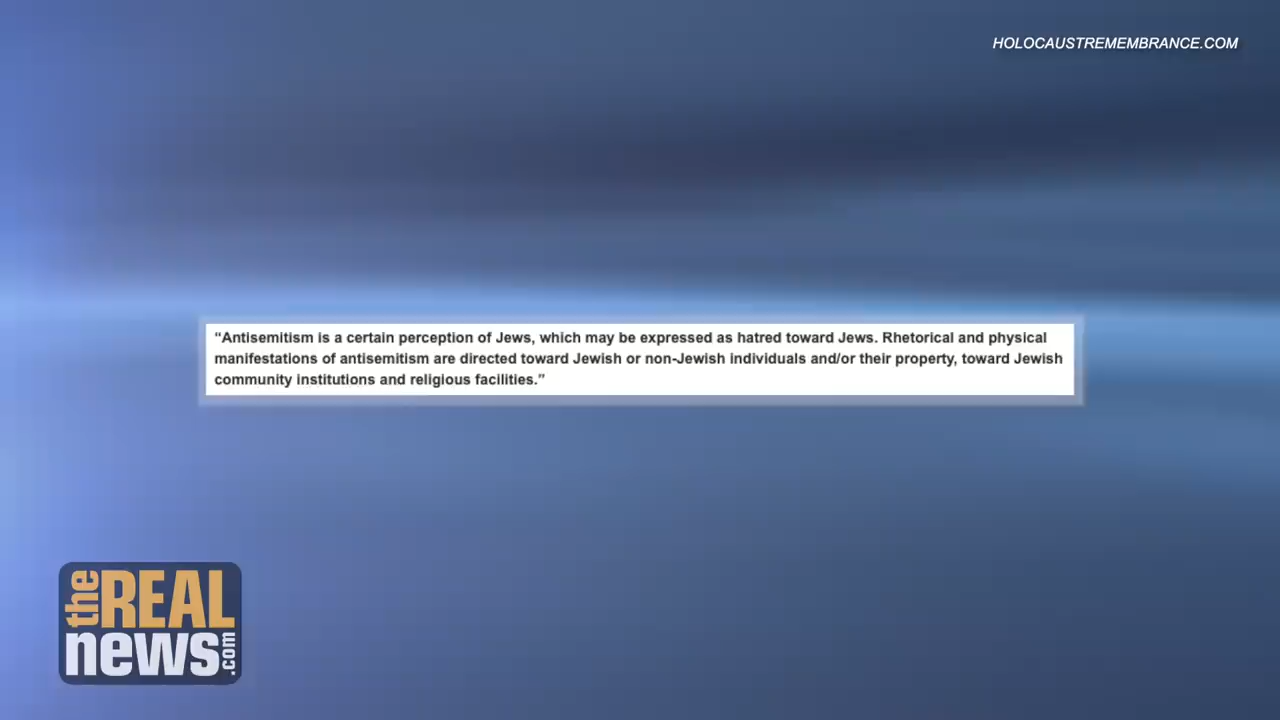 HOLOCAUSTREMEMBRANCE.COM
“Antisemitism is a certain perception of Jews, which may be expressed as hatred toward Jews. Rhetorical and physical
manifestations of antisemitism are directed toward Jewish or non-Jewish individuals and/or their property, toward Jewish
community institutions and religious facilities.”
the REAL
news.com